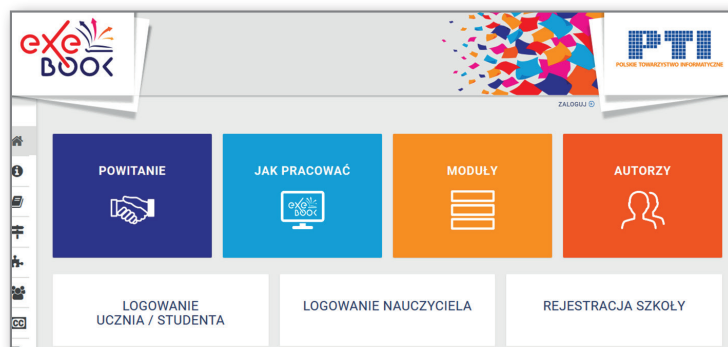 exe
BOOK
PTI
POLSKIE TOWARZYSTWO INFORMATYCZNE
ZALOGUJ
POWITANIE
JAK PRACOWAĆ
MODUŁY
AUTORZY
exe
BOOK
LOGOWANIE
UCZNIA / STUDENTA
LOGOWANIE NAUCZYCIELA
REJESTRACJA SZKOŁY
CC